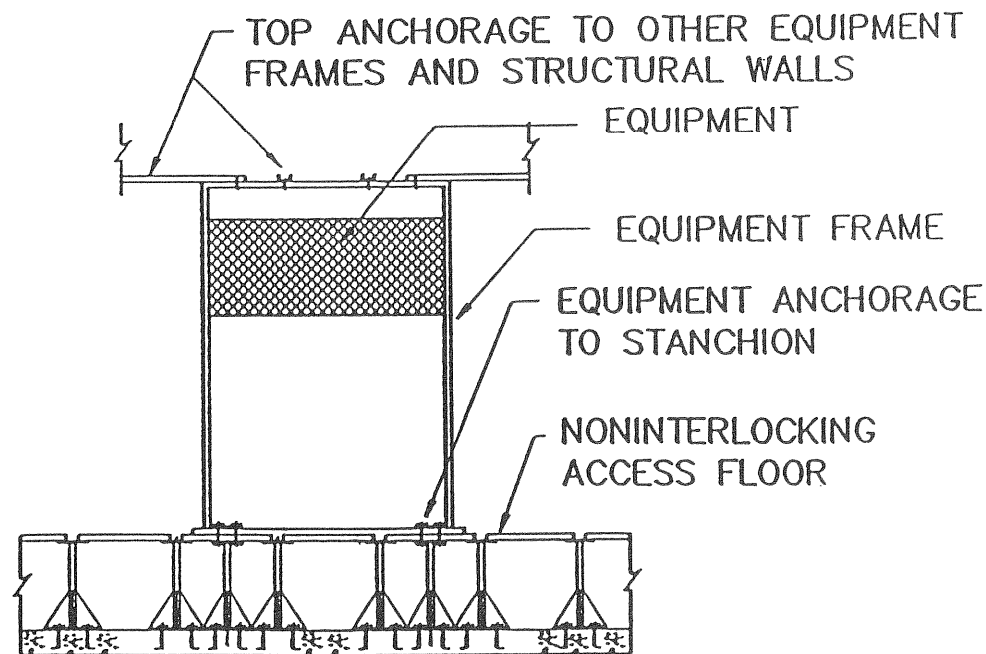 TOP ANCHORAGE TO OTHER EQUIPMENT
FRAMES AND STRUCTURAL WALLS
EQUIPMENT
EQUIPMENT FRAME
EQUIPMENT ANCHORAGE
TO STANCHION
NONINTERLOCKING
ACCESS FLOOR